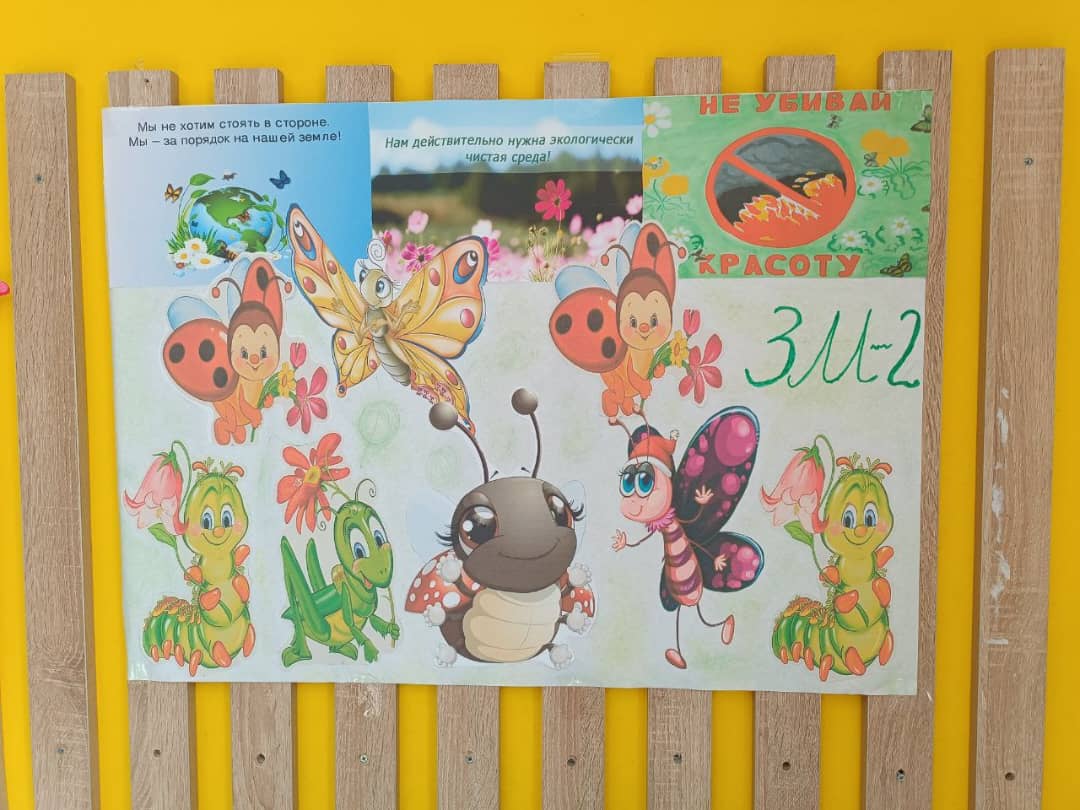 Мы не хотим стоять в стороне.
Мы – за порядок на нашей земле!
Нам действительно нужна экологически
чистая среда!
НЕ УБИВАЙ
КРАСОТУ
ЗМ-2